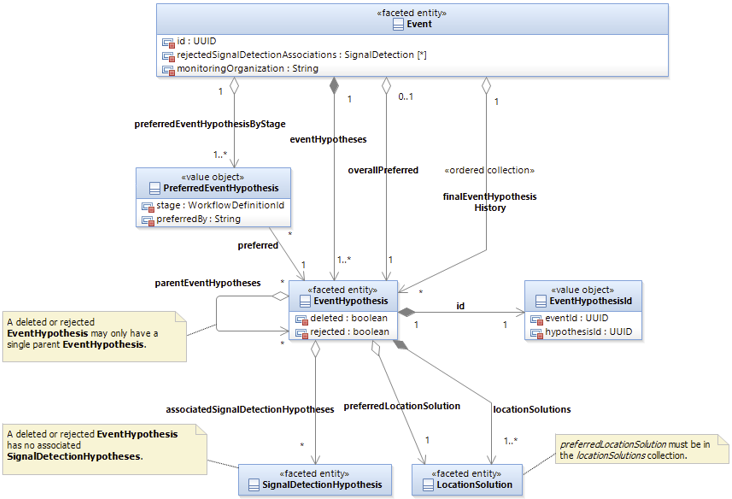 «faceted entity»
Event
id : UUID
rejectedSignalDetectionAssociations : SignalDetection [*]
monitoringOrganization : String
1
1
0..1
1
preferredEventHypothesisByStage
eventHypotheses
1..*
overallPreferred
«ordered collection»
finalEventHypothesis
History
«value object»
PreferredEventHypothesis
stage : WorkflowDefinitionId
preferredBy : String
*
preferred
1
1..*
1
*
parentEventHypotheses
*
*
«faceted entity»
EventHypothesis
deleted : boolean
rejected : boolean
id
1
1
«value object»
EventHypothesisId
eventId : UUID
hypothesisId : UUID
A deleted or rejected
EventHypothesis may only have a
single parent EventHypothesis.
associatedSignalDetectionHypotheses
preferredLocationSolution
locationSolutions
*
1
1..*
A deleted or rejected EventHypothesis
has no associated
SignalDetectionHypotheses.
preferredLocationSolution must be in
the locationSolutions collection.
«faceted entity»
SignalDetectionHypothesis
«faceted entity»
LocationSolution